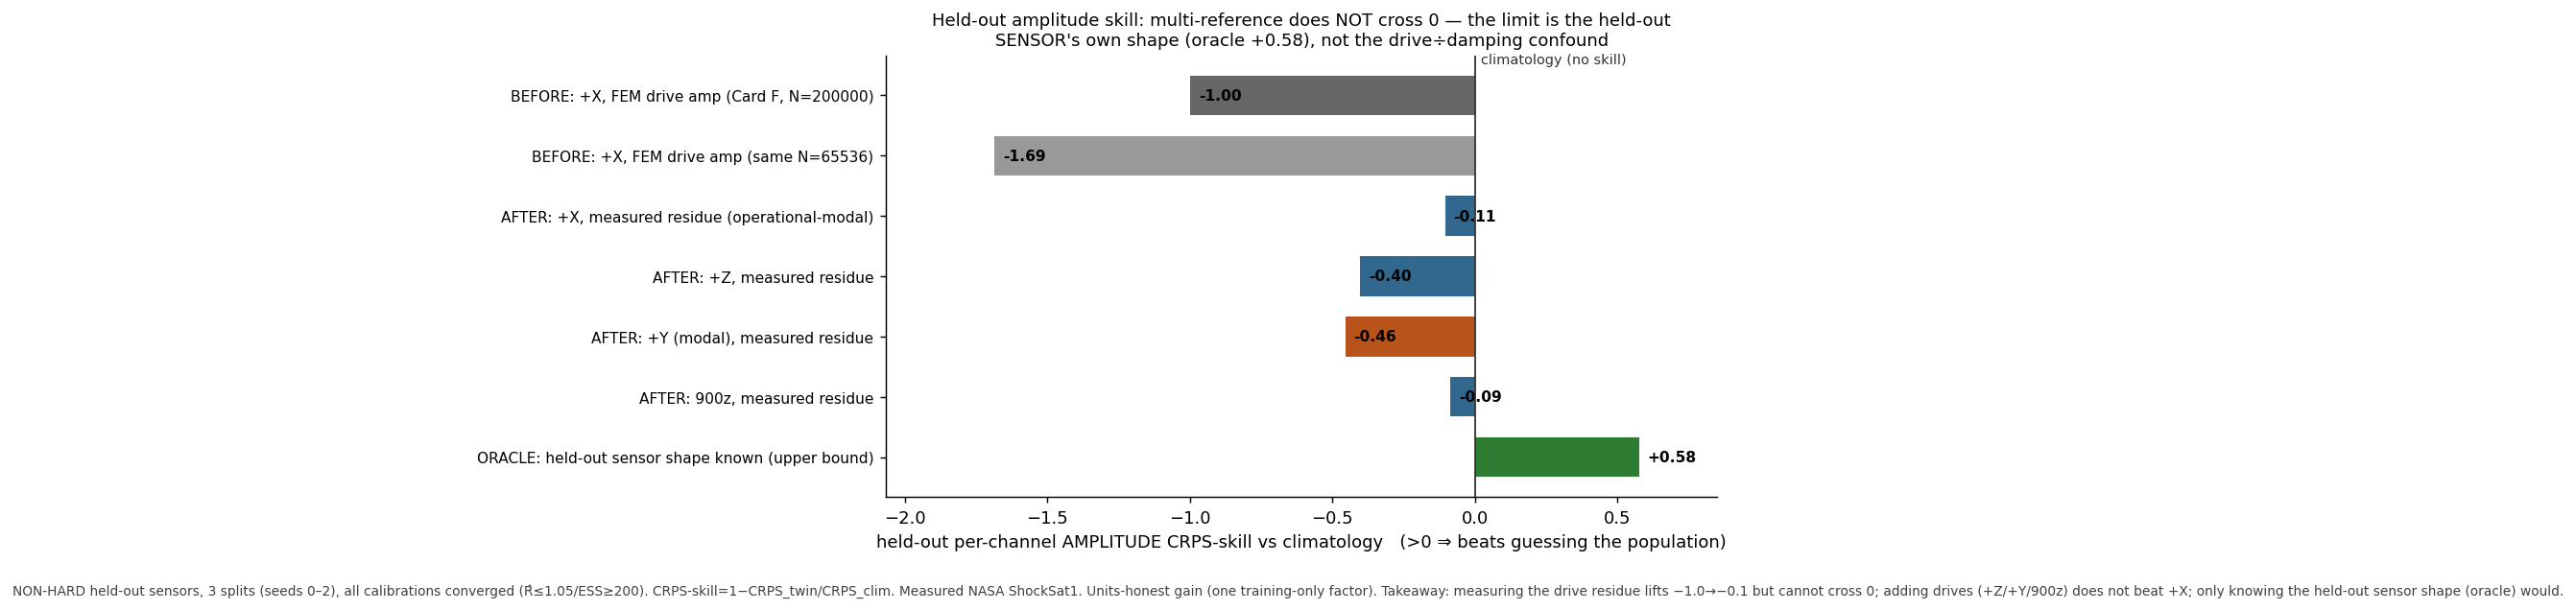 Held-out amplitude skill: multi-reference does NOT cross 0 — the limit is the held-out
SENSOR's own shape (oracle +0.58), not the drive÷damping confound
climatology (no skill)
BEFORE: +X, FEM drive amp (Card F, N=200000)
-1.00
BEFORE: +X, FEM drive amp (same N=65536)
-1.69
AFTER: +X, measured residue (operational-modal)
-0.11
AFTER: +Z, measured residue
-0.40
AFTER: +Y (modal), measured residue
-0.46
AFTER: 900z, measured residue
-0.09
ORACLE: held-out sensor shape known (upper bound)
+0.58
−2.0 −1.5 −1.0 −0.5 0.0 0.5
held-out per-channel AMPLITUDE CRPS-skill vs climatology (>0 ⇒ beats guessing the population)
NON-HARD held-out sensors, 3 splits (seeds 0–2), all calibrations converged (R̂≤1.05/ESS≥200). CRPS-skill=1−CRPS_twin/CRPS_clim. Measured NASA ShockSat1. Units-honest gain (one training-only factor). Takeaway: measuring the drive residue lifts −1.0→−0.1 but cannot cross 0; adding drives (+Z/+Y/900z) does not beat +X; only knowing the held-out sensor shape (oracle) would.